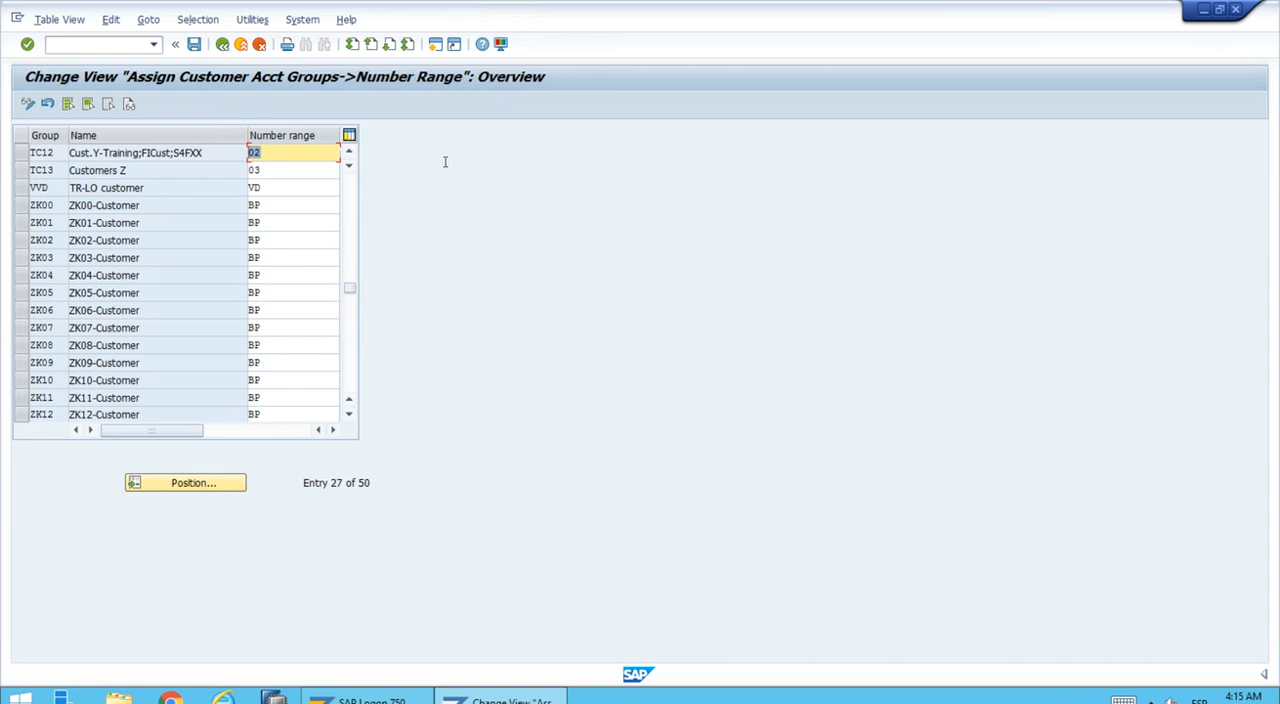 Table View Edit Goto Selection Utilities System Help
Change View "Assign Customer Acct Groups->Number Range": Overview
Group Name Number range
TC12 Cust.Y-Training;FICust;S4FXX 02
TC13 Customers Z 03
VVD TR-LO customer VD
ZK00 ZK00-Customer BP
ZK01 ZK01-Customer BP
ZK02 ZK02-Customer BP
ZK03 ZK03-Customer BP
ZK04 ZK04-Customer BP
ZK05 ZK05-Customer BP
ZK06 ZK06-Customer BP
ZK07 ZK07-Customer BP
ZK08 ZK08-Customer BP
ZK09 ZK09-Customer BP
ZK10 ZK10-Customer BP
ZK11 ZK11-Customer BP
ZK12 ZK12-Customer BP
Position... Entry 27 of 50
SAP
SAP Logon 750 Change View "Ass ESP 4:15 AM